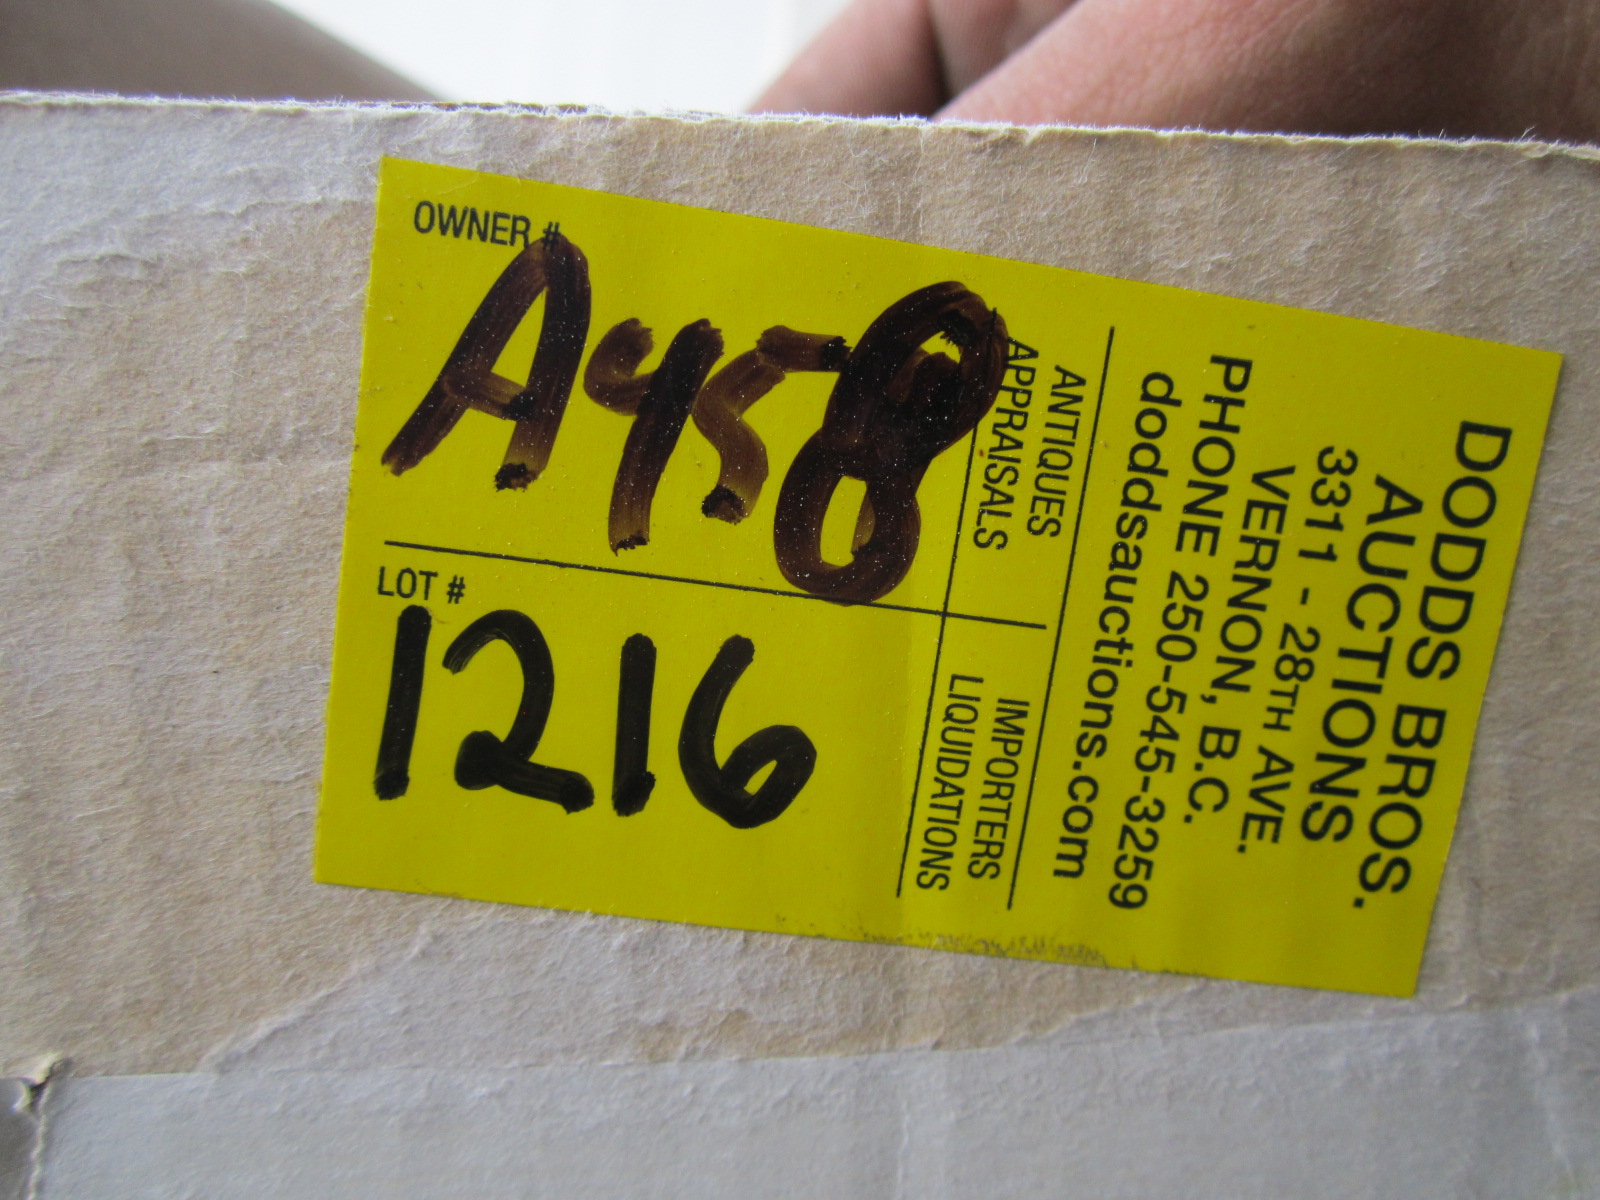 OWNER #
A458
LOT #
1216
ANTIQUES
APPRAISALS
IMPORTERS
LIQUIDATIONS
DODDS BROS.
AUCTIONS
3311 - 28TH AVE.
VERNON, B.C.
PHONE 250-545-3259
doddsauctions.com